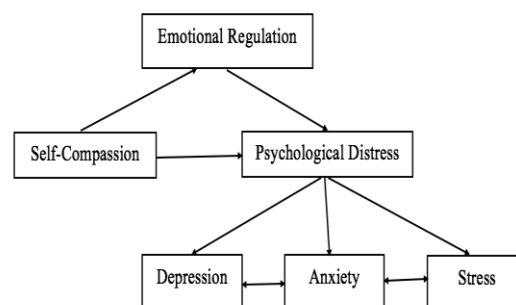 Emotional Regulation
Self-Compassion
Psychological Distress
Depression
Anxiety
Stress